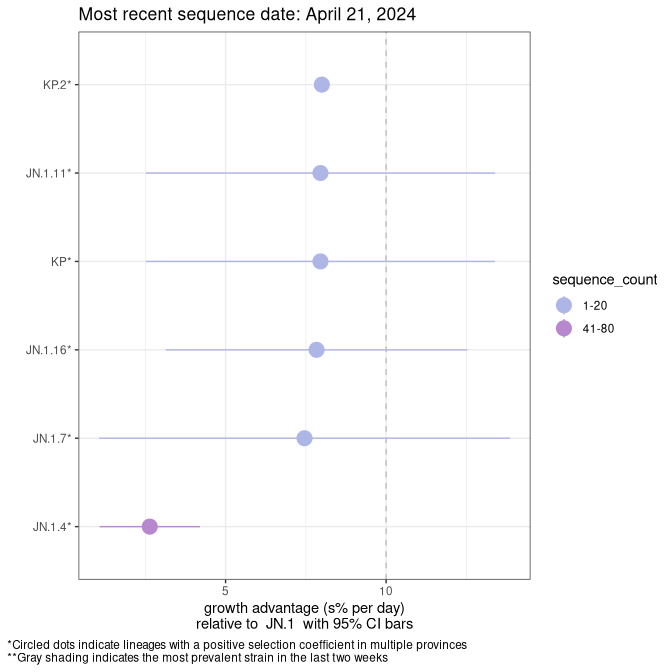 Most recent sequence date: April 21, 2024
KP.2*
JN.1.11*
KP*
JN.1.16*
JN.1.7*
JN.1.4*
5 10
growth advantage (s% per day)
relative to JN.1 with 95% CI bars
sequence_count
1-20
41-80
*Circled dots indicate lineages with a positive selection coefficient in multiple provinces
**Gray shading indicates the most prevalent strain in the last two weeks